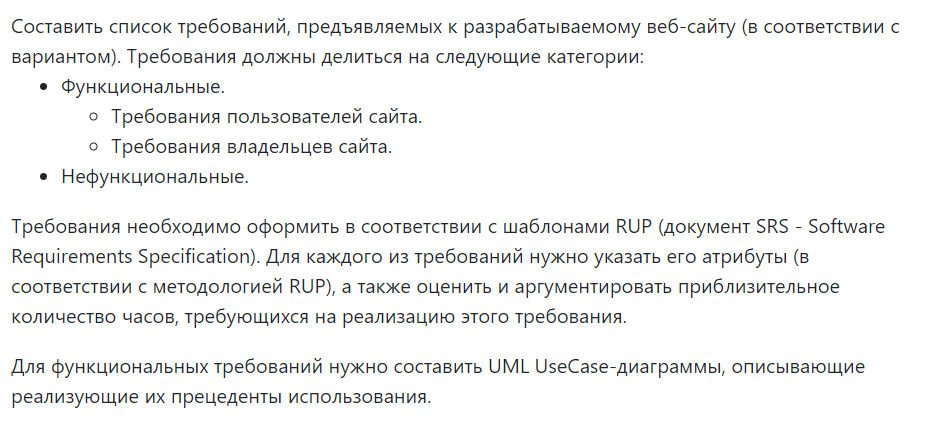 Составить список требований, предъявляемых к разрабатываемому веб-сайту (в соответствии с
вариантом). Требования должны делиться на следующие категории:
• Функциональные.
◦ Требования пользователей сайта.
◦ Требования владельцев сайта.
• Нефункциональные.
Требования необходимо оформить в соответствии с шаблонами RUP (документ SRS - Software
Requirements Specification). Для каждого из требований нужно указать его атрибуты (в
соответствии с методологией RUP), а также оценить и аргументировать приблизительное
количество часов, требующихся на реализацию этого требования.
Для функциональных требований нужно составить UML UseCase-диаграммы, описывающие
реализующие их прецеденты использования.